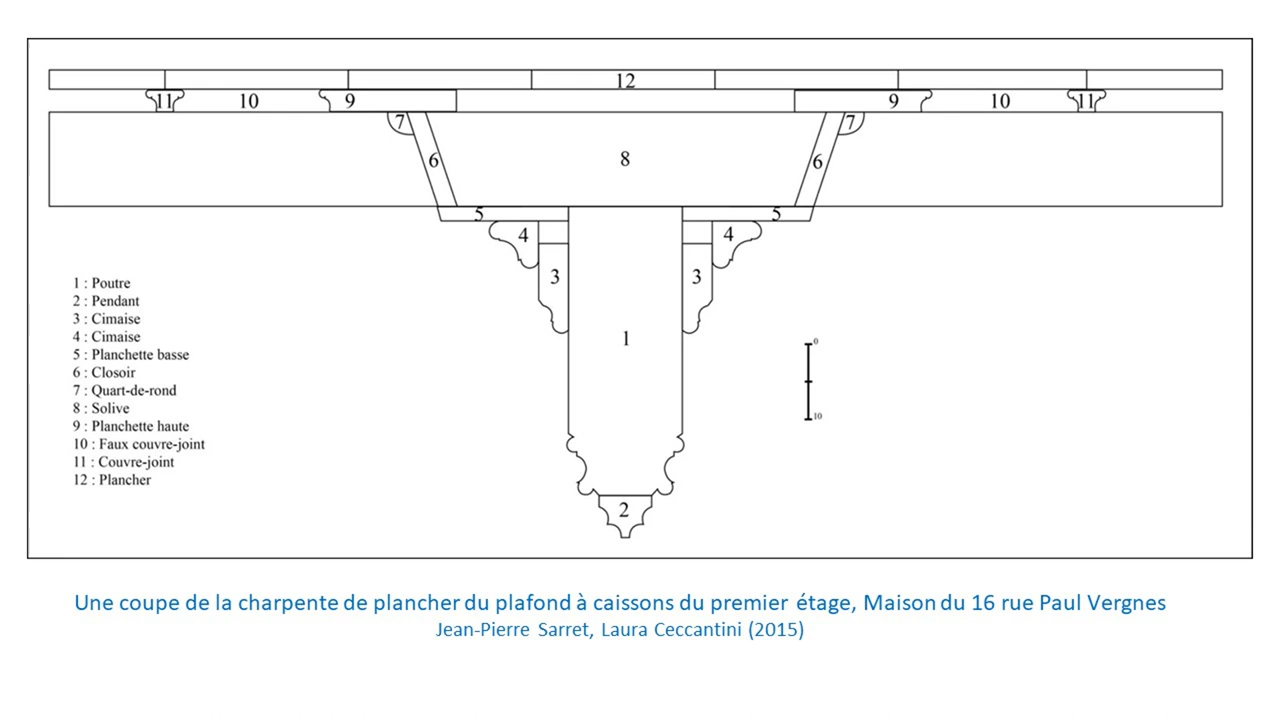 12
11 10 9 9 10 11
7 7
6 8 6
5 5
4 4
3 3
1
2
0
10
1 : Poutre
2 : Pendant
3 : Cimaise
4 : Cimaise
5 : Planchette basse
6 : Closoir
7 : Quart-de-rond
8 : Solive
9 : Planchette haute
10 : Faux couvre-joint
11 : Couvre-joint
12 : Plancher
Une coupe de la charpente de plancher du plafond à caissons du premier étage, Maison du 16 rue Paul Vergnes
Jean-Pierre Sarret, Laura Ceccantini (2015)